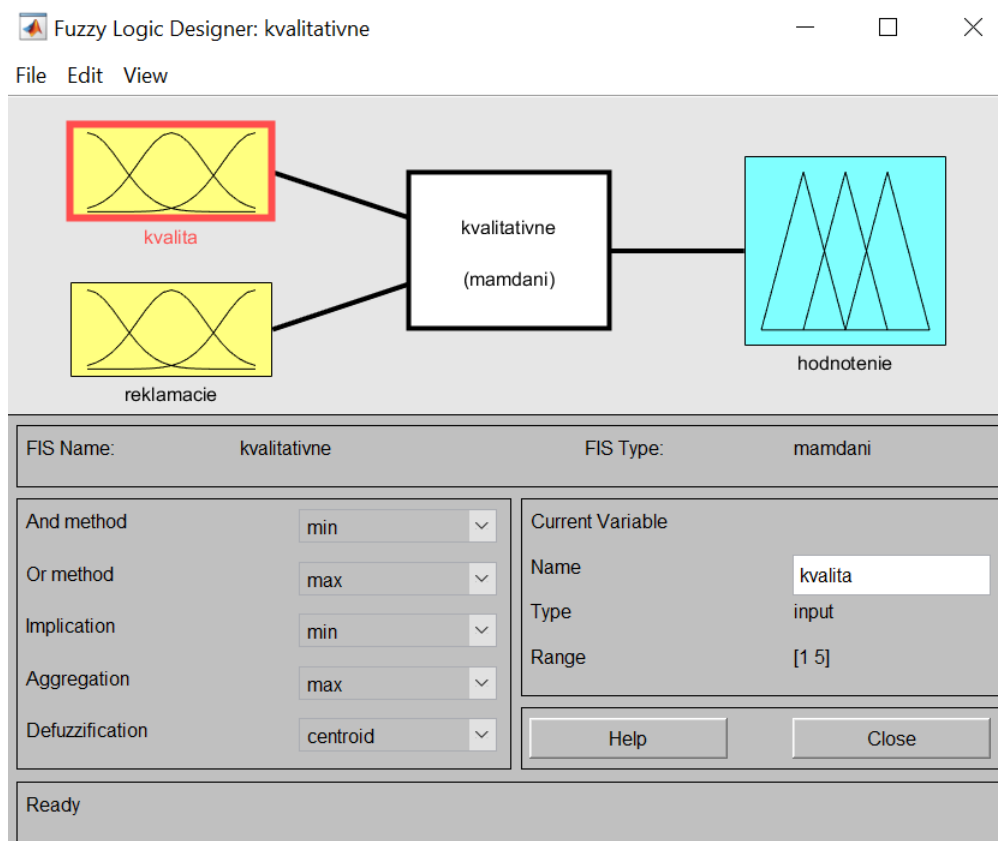 Fuzzy Logic Designer: kvalitativne
File Edit View
kvalita
reklamacie
kvalitativne
(mamdani)
hodnotenie
FIS Name: kvalitativne FIS Type: mamdani
And method min
Or method max
Implication min
Aggregation max
Defuzzification centroid
Current Variable
Name kvalita
Type input
Range [1 5]
Help Close
Ready